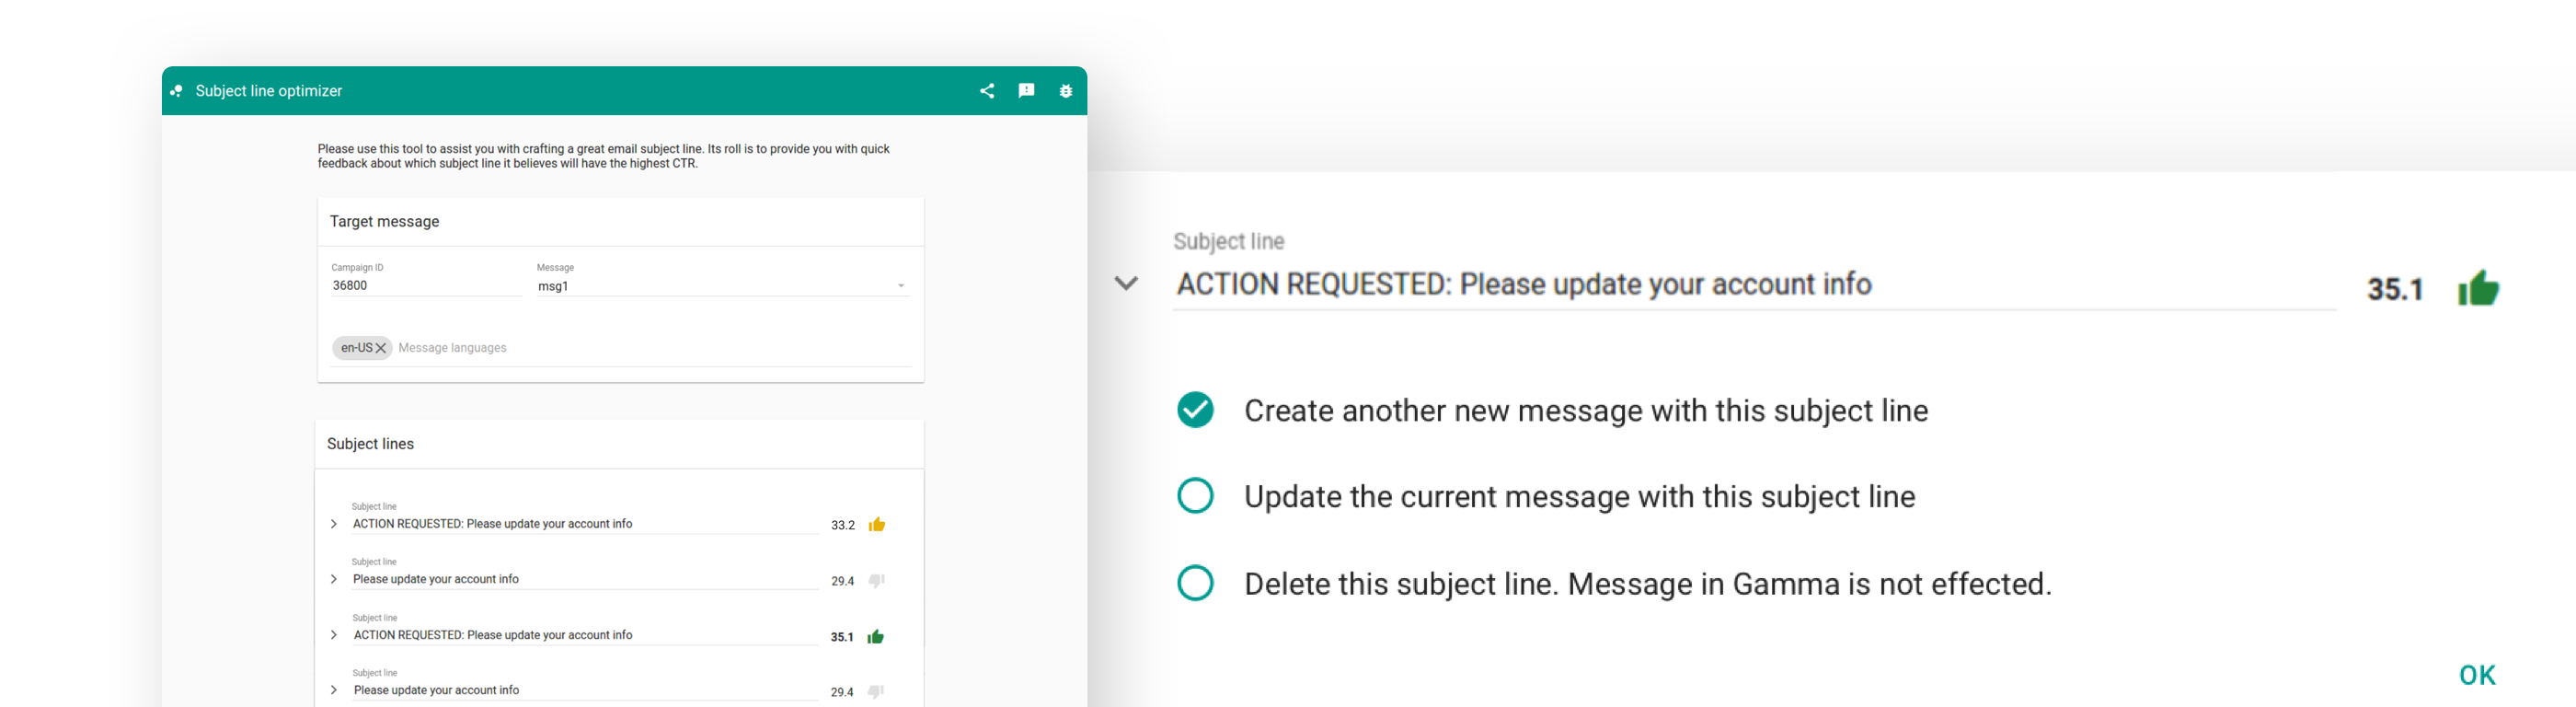 Subject line optimizer
Please use this tool to assist you with crafting a great email subject line. Its roll is to provide you with quick
feedback about which subject line it believes will have the highest CTR.
Target message
Campaign ID
Message
36800
msg1
en-US
Message languages
Subject lines
Subject line
ACTION REQUESTED: Please update your account info
33.2
Subject line
Please update your account info
29.4
Subject line
ACTION REQUESTED: Please update your account info
35.1
Subject line
Please update your account info
29.4
Subject line
ACTION REQUESTED: Please update your account info
35.1
Create another new message with this subject line
Update the current message with this subject line
Delete this subject line. Message in Gamma is not effected.
OK